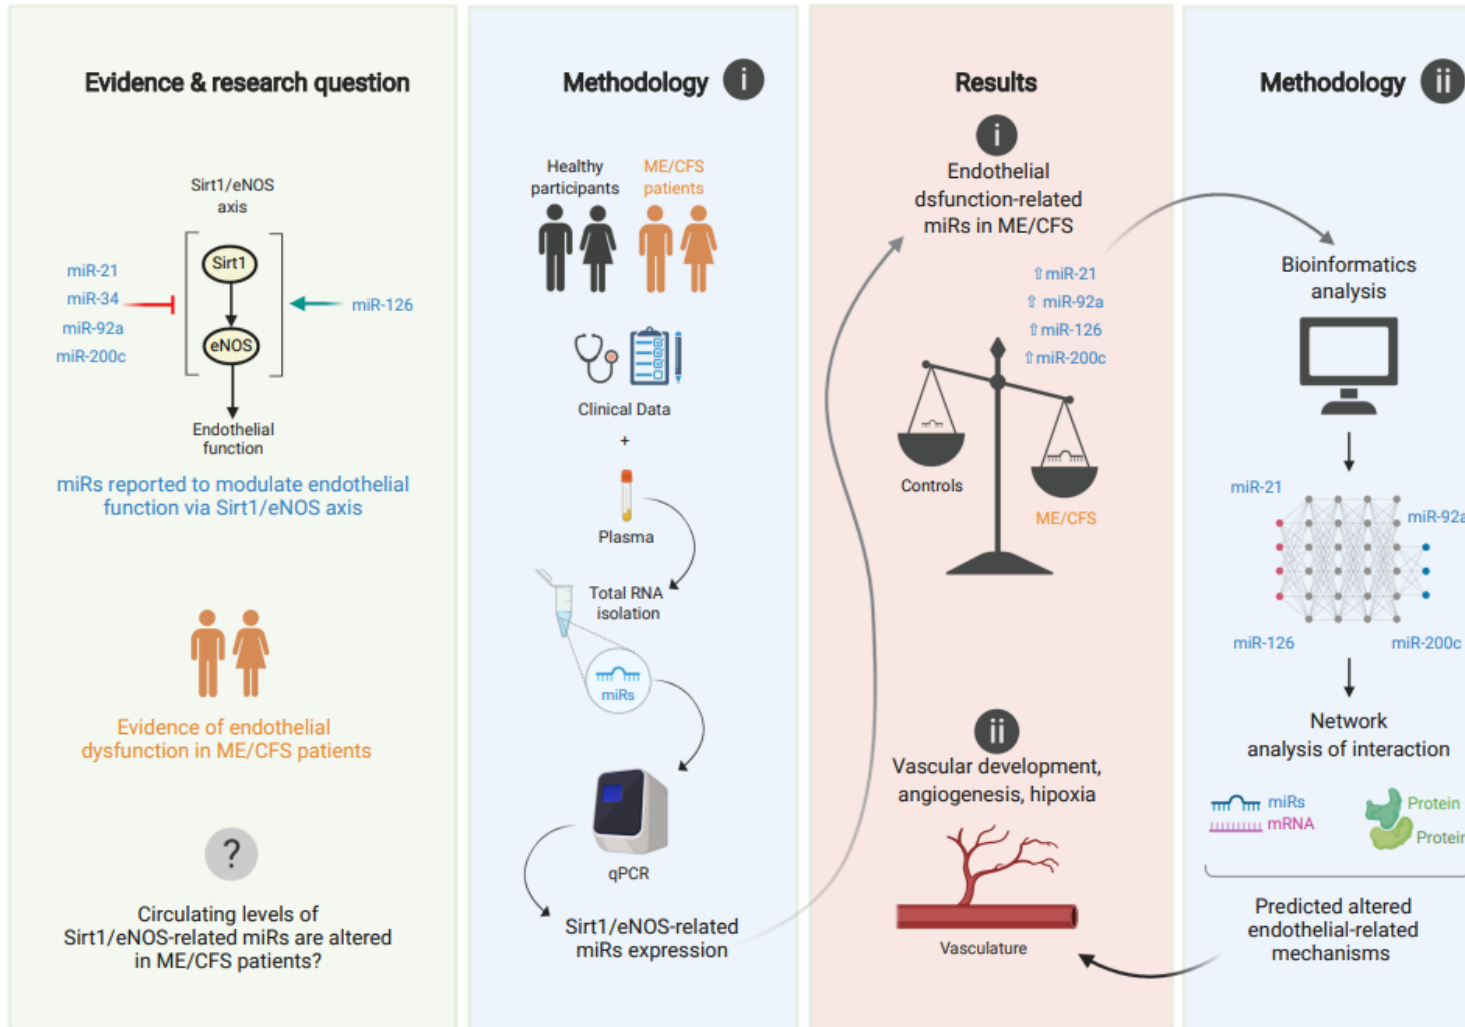 Evidence & research question
Sirt1/eNOS
axis
miR-21
miR-34
miR-92a
miR-200c
Sirt1
eNOS
miR-126
Endothelial
function
miRs reported to modulate endothelial
function via Sirt1/eNOS axis
Evidence of endothelial
dysfunction in ME/CFS patients
?
Circulating levels of
Sirt1/eNOS-related miRs are altered
in ME/CFS patients?
Methodology i
Healthy
participants
ME/CFS
patients
Clinical Data
+
Plasma
Total RNA
isolation
miRs
qPCR
Sirt1/eNOS-related
miRs expression
Results
i
Endothelial
dsfunction-related
miRs in ME/CFS
⇧miR-21
⇧ miR-92a
⇧miR-126
⇧miR-200c
Controls
ME/CFS
ii
Vascular development,
angiogenesis, hipoxia
Vasculature
Methodology ii
Bioinformatics
analysis
miR-21
miR-92a
miR-126
miR-200c
Network
analysis of interaction
miRs
mRNA
Protein
Protein
Predicted altered
endothelial-related
mechanisms